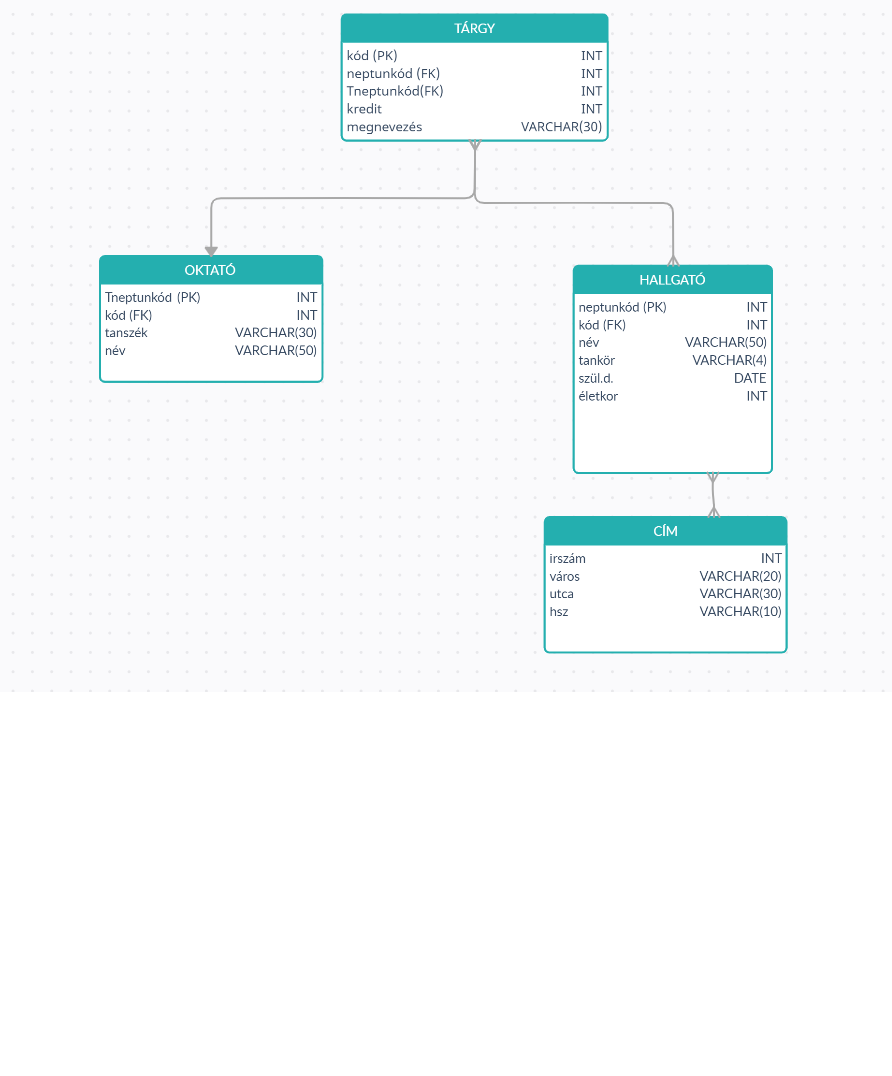 TÁRGY
kód (PK) INT
neptunkód (FK) INT
Tneptunkód(FK) INT
kredit INT
megnevezés VARCHAR(30)
OKTATÓ
Tneptunkód (PK) INT
kód (FK) INT
tanszék VARCHAR(30)
név VARCHAR(50)
HALLGATÓ
neptunkód (PK) INT
kód (FK) INT
név VARCHAR(50)
tankör VARCHAR(4)
szül.d. DATE
életkor INT
CÍM
irszám INT
város VARCHAR(20)
utca VARCHAR(30)
hsz VARCHAR(10)